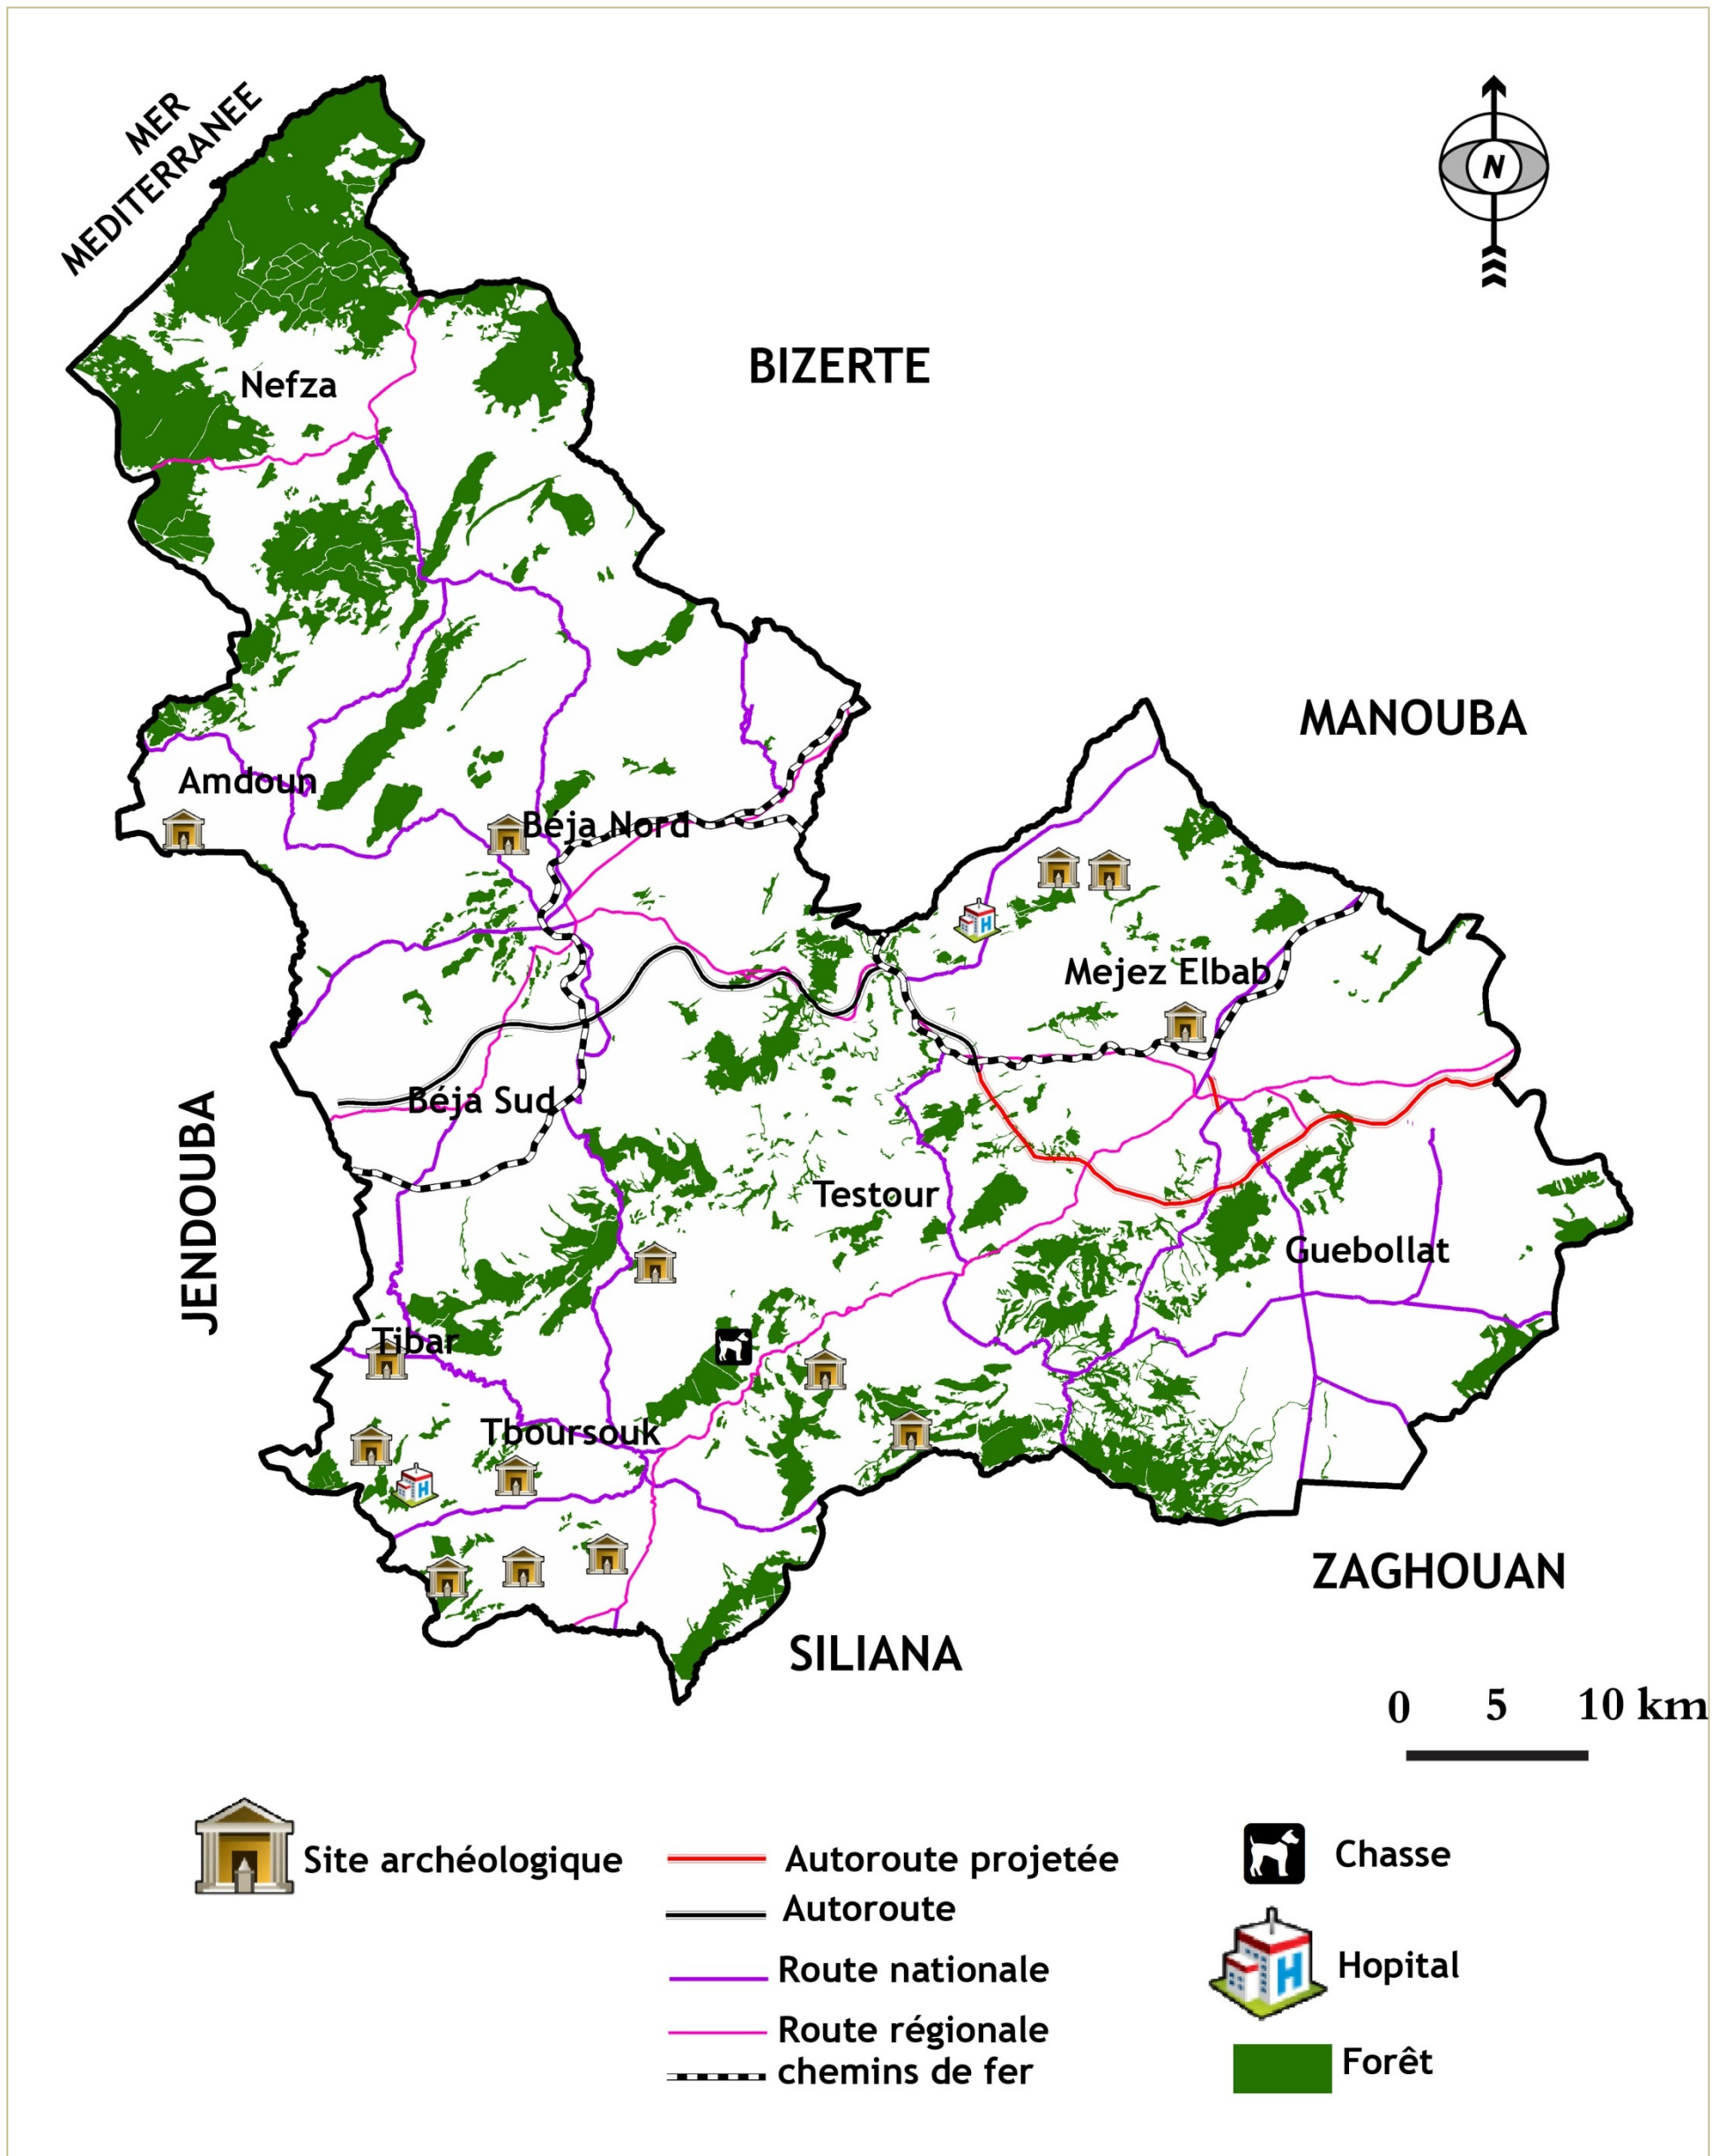 MER
MEDITERRANEE
N
BIZERTE
Nefza
MANOUBA
Amdoun
Béja Nord
Mejez Elbab
Béja Sud
JENDOUBA
Testour
Guebollat
Tibar
Tboursouk
ZAGHOUAN
SILIANA
0 5 10 km
Site archéologique
Autoroute projetée
Autoroute
Route nationale
Route régionale
chemins de fer
Chasse
H
Hopital
Forêt